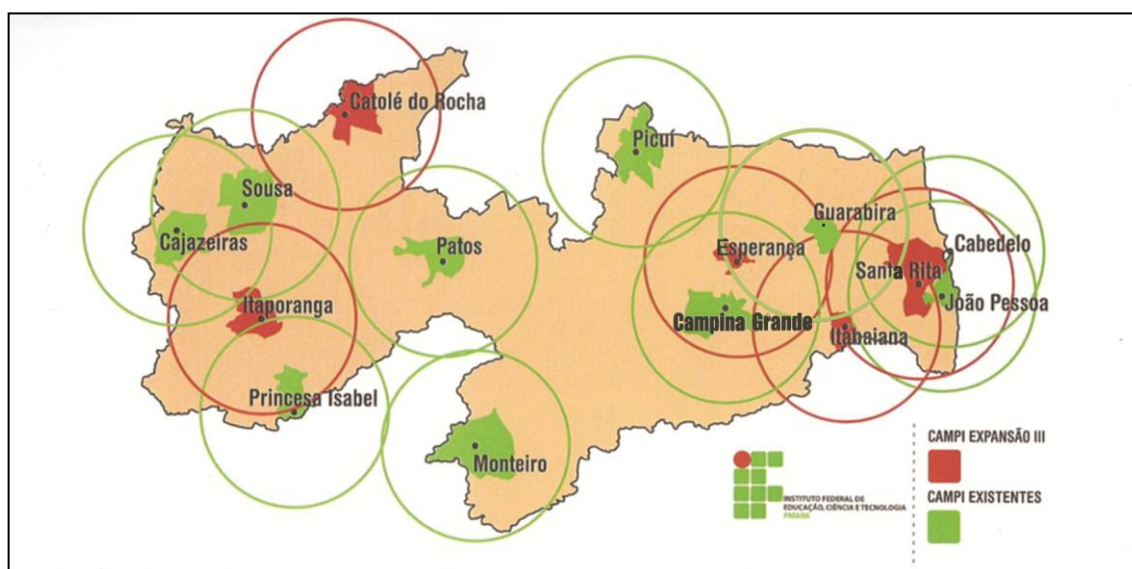 Catolé do Rocha
Picuí
Sousa
Guarabira
Cajazeiras
Patos
Esperança
Cabedelo
Santa Rita
Itaporanga
João Pessoa
Campina Grande
Itabaiana
Princesa Isabel
Monteiro
CAMPI EXPANSÃO III
CAMPI EXISTENTES
INSTITUTO FEDERAL DE
EDUCAÇÃO, CIÊNCIA E TECNOLOGIA
PARAÍBA